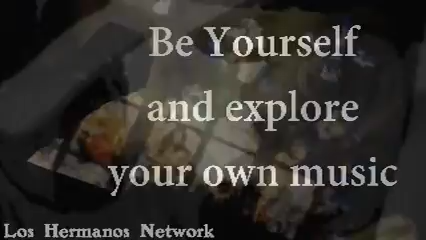 Be Yourself
and explore
your own music
Los Hermanos Network